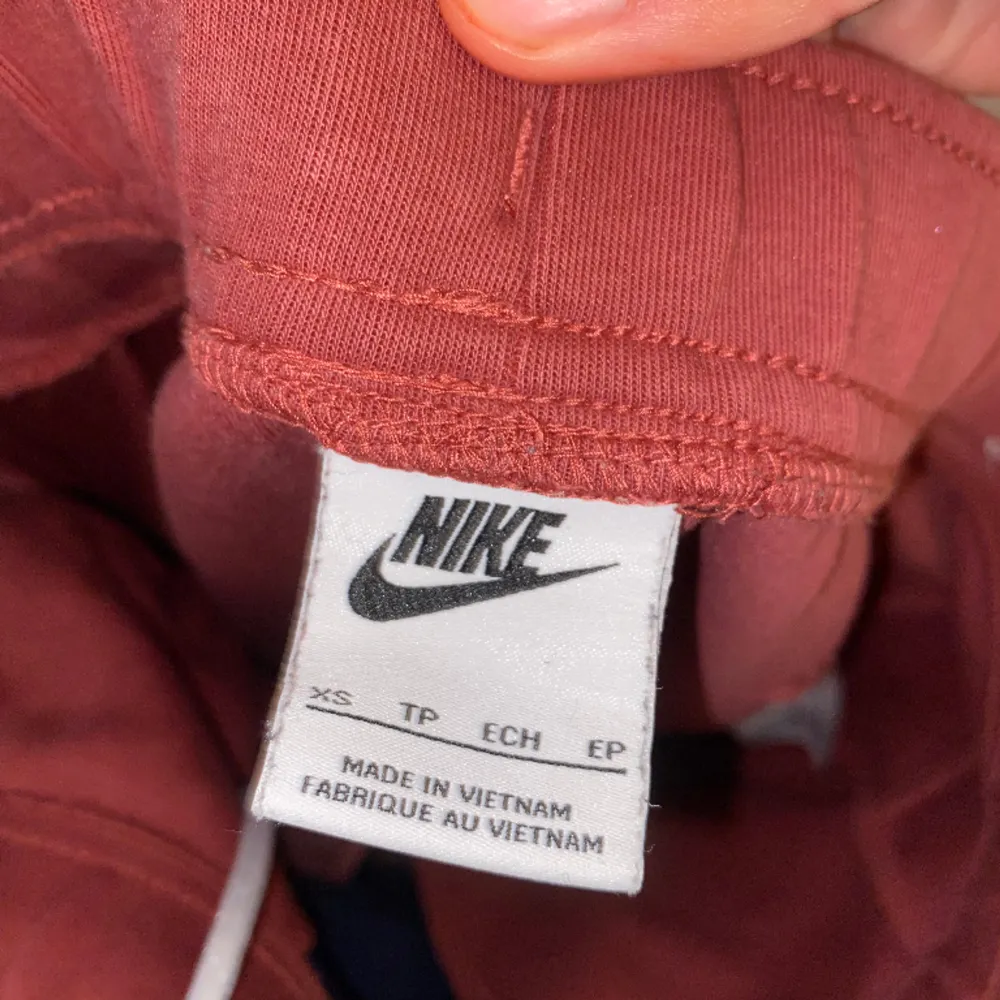 NIKE
XS TP ECH EP
MADE IN VIETNAM
FABRIQUE AU VIETNAM